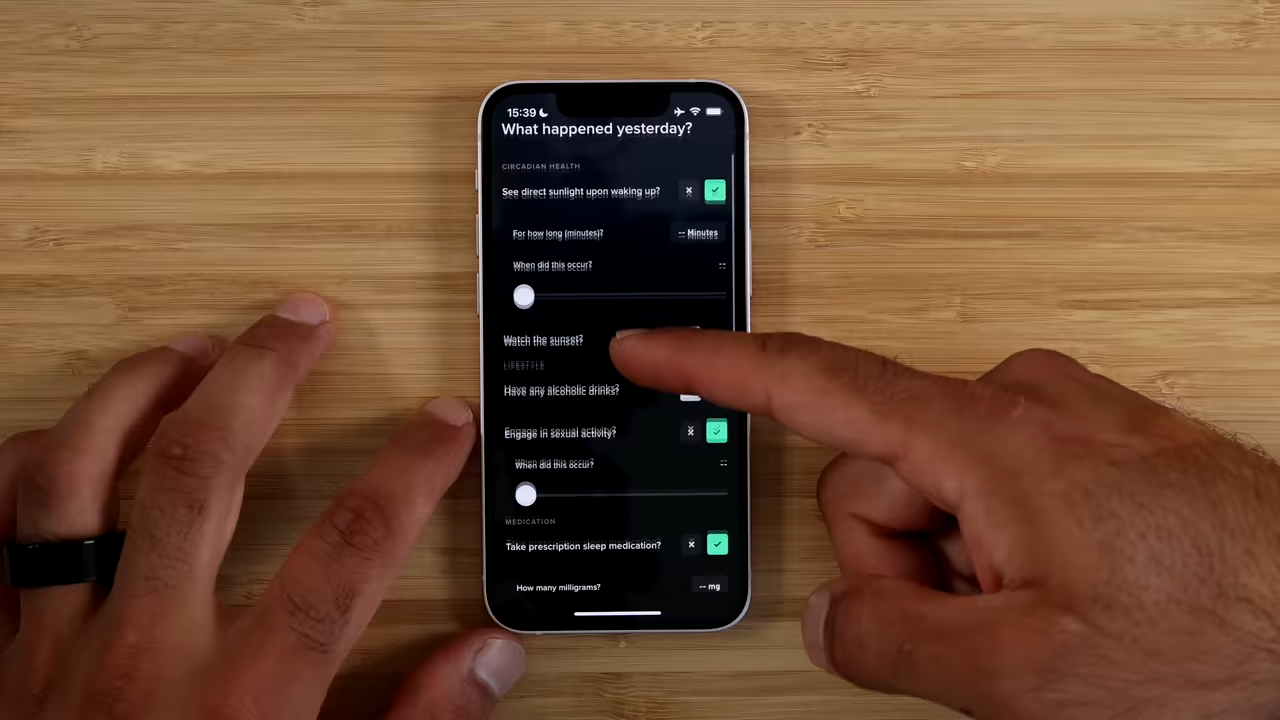 15:39
What happened yesterday?
CIRCADIAN HEALTH
See direct sunlight upon waking up?
For how long (minutes)?
-- Minutes
When did this occur?
--
Watch the sunset?
LIFESTYLE
Have any alcoholic drinks?
Engage in sexual activity?
When did this occur?
--
MEDICATION
Take prescription sleep medication?
How many milligrams?
-- mg